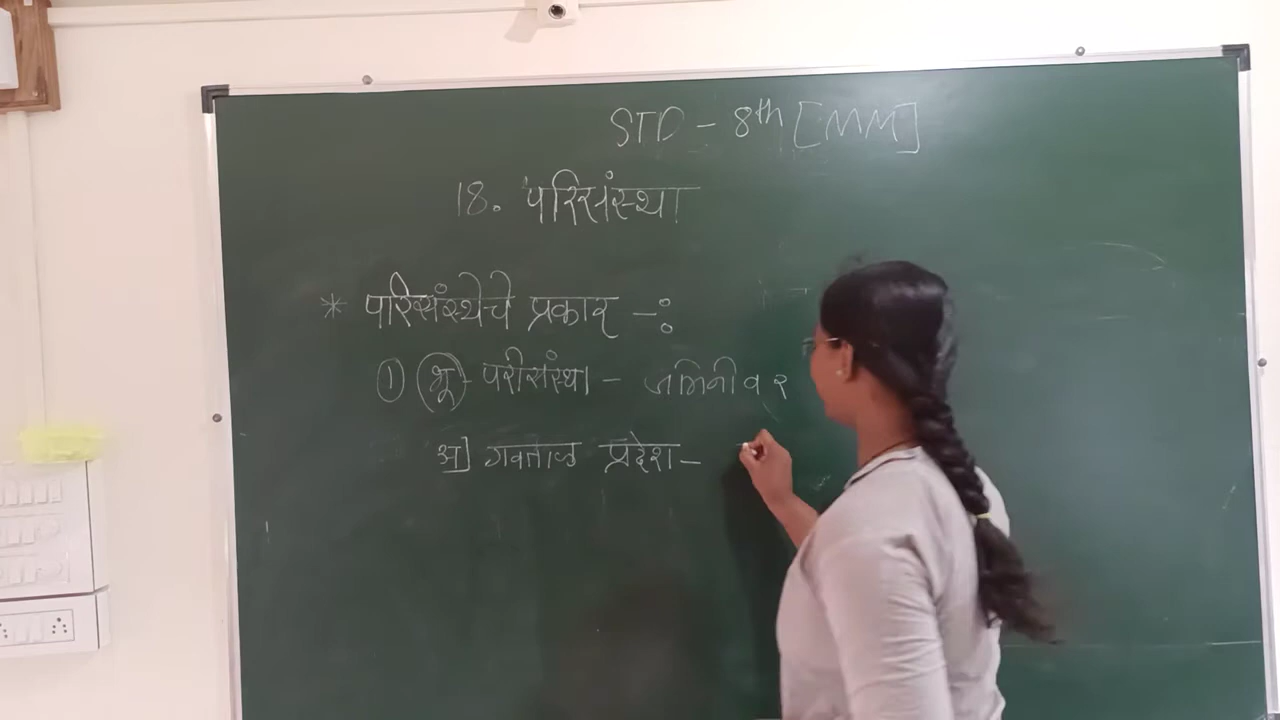 STD - 8th [MM]
18. परिसंस्था
* परिसंस्थेचे प्रकार -:
① (भू) - परीसंस्था - जमिनीवर
अ] गवताळ प्रदेश -